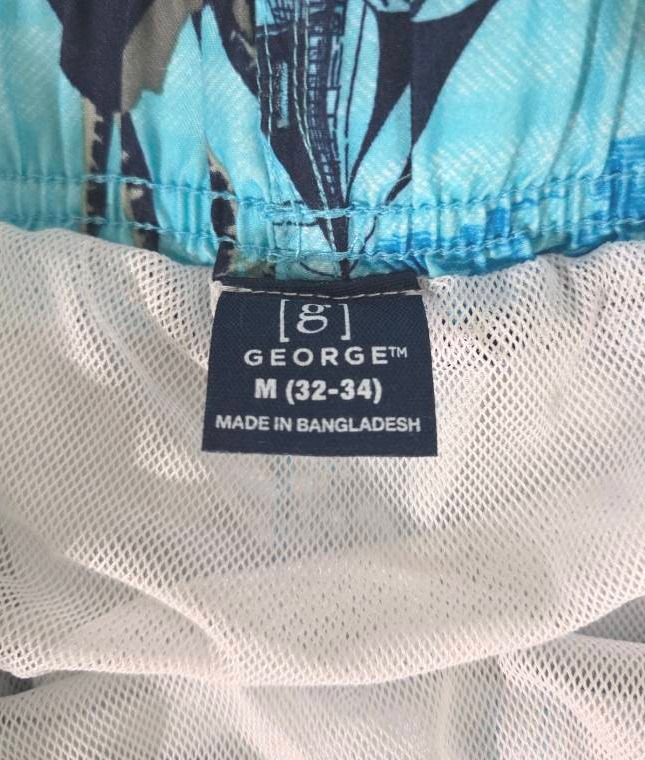 [g]
GEORGE™
M (32-34)
MADE IN BANGLADESH